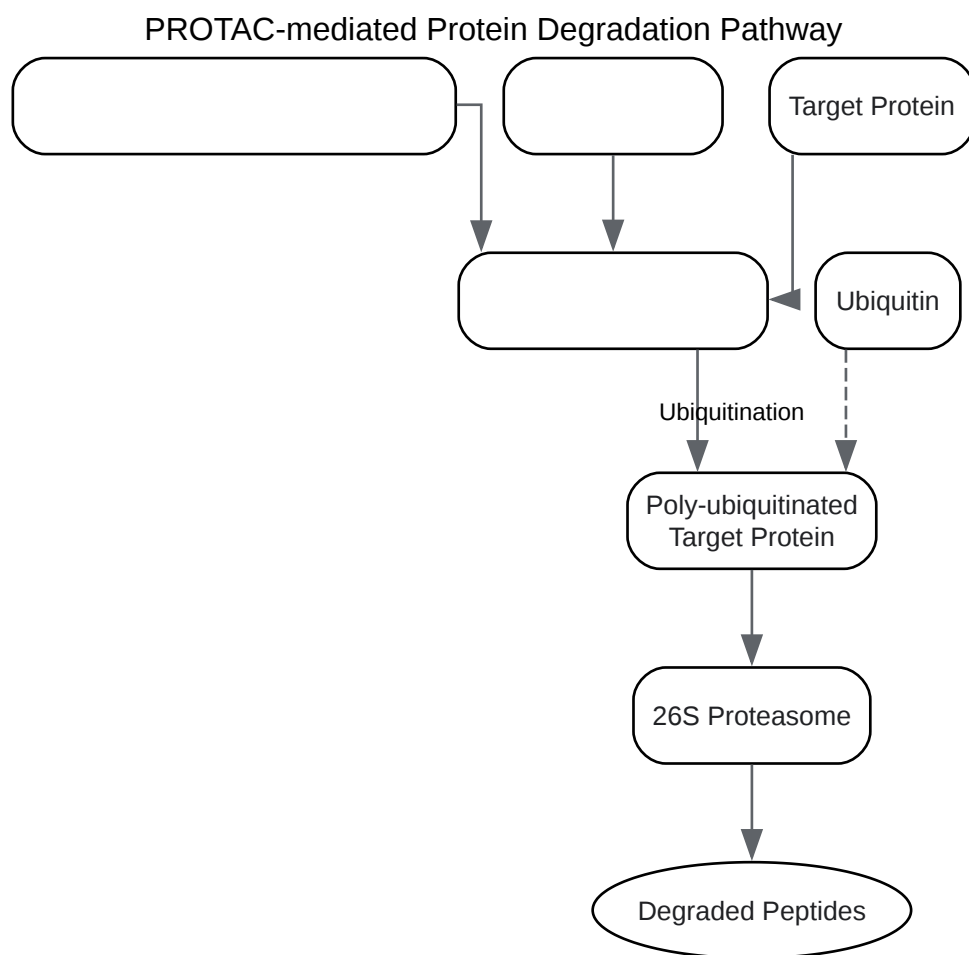 PROTAC-mediated Protein Degradation Pathway
Target Protein
Ubiquitin
Ubiquitination
Poly-ubiquitinated
Target Protein
26S Proteasome
Degraded Peptides